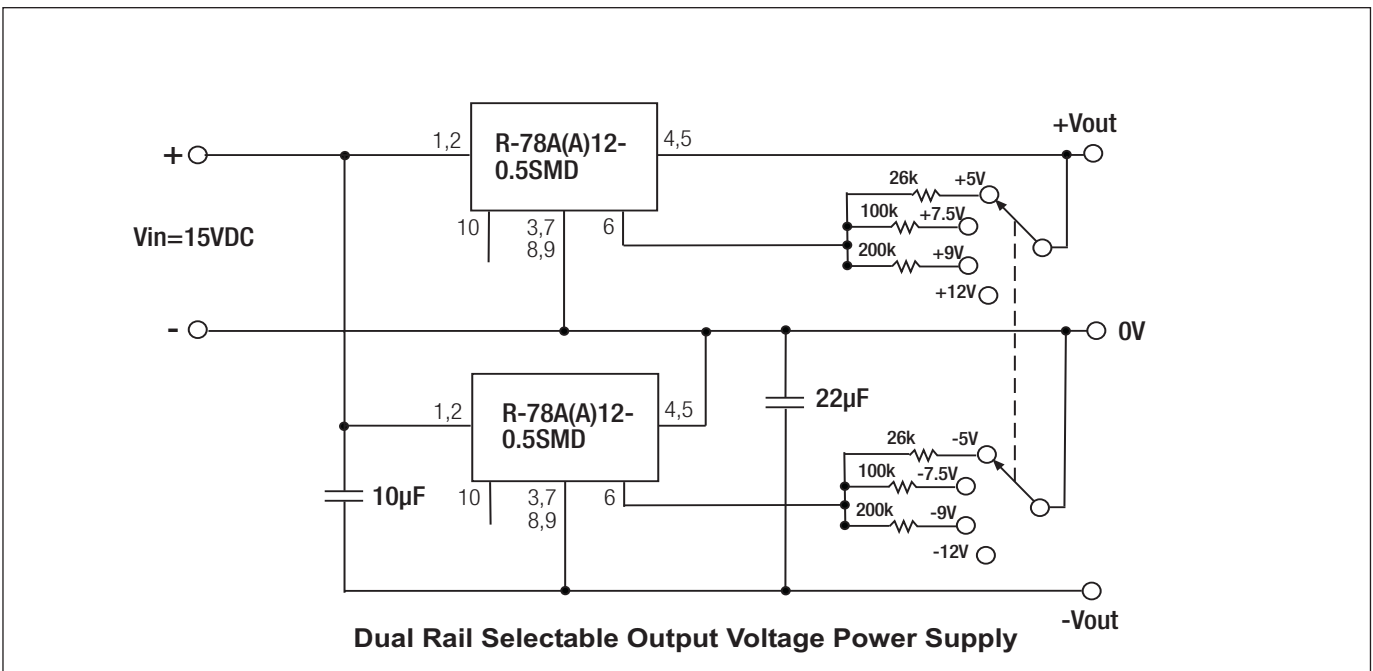 +Vout
1,2
R-78A(A)12-
0.5SMD
4,5
+
26k
+5V
100k
+7.5V
200k
+9V
+12V
Vin=15VDC
10
3,7
8,9
6
-
0V
1,2
R-78A(A)12-
0.5SMD
4,5
22µF
26k
-5V
100k
-7.5V
200k
-9V
-12V
10µF
10
3,7
8,9
6
-Vout
Dual Rail Selectable Output Voltage Power Supply